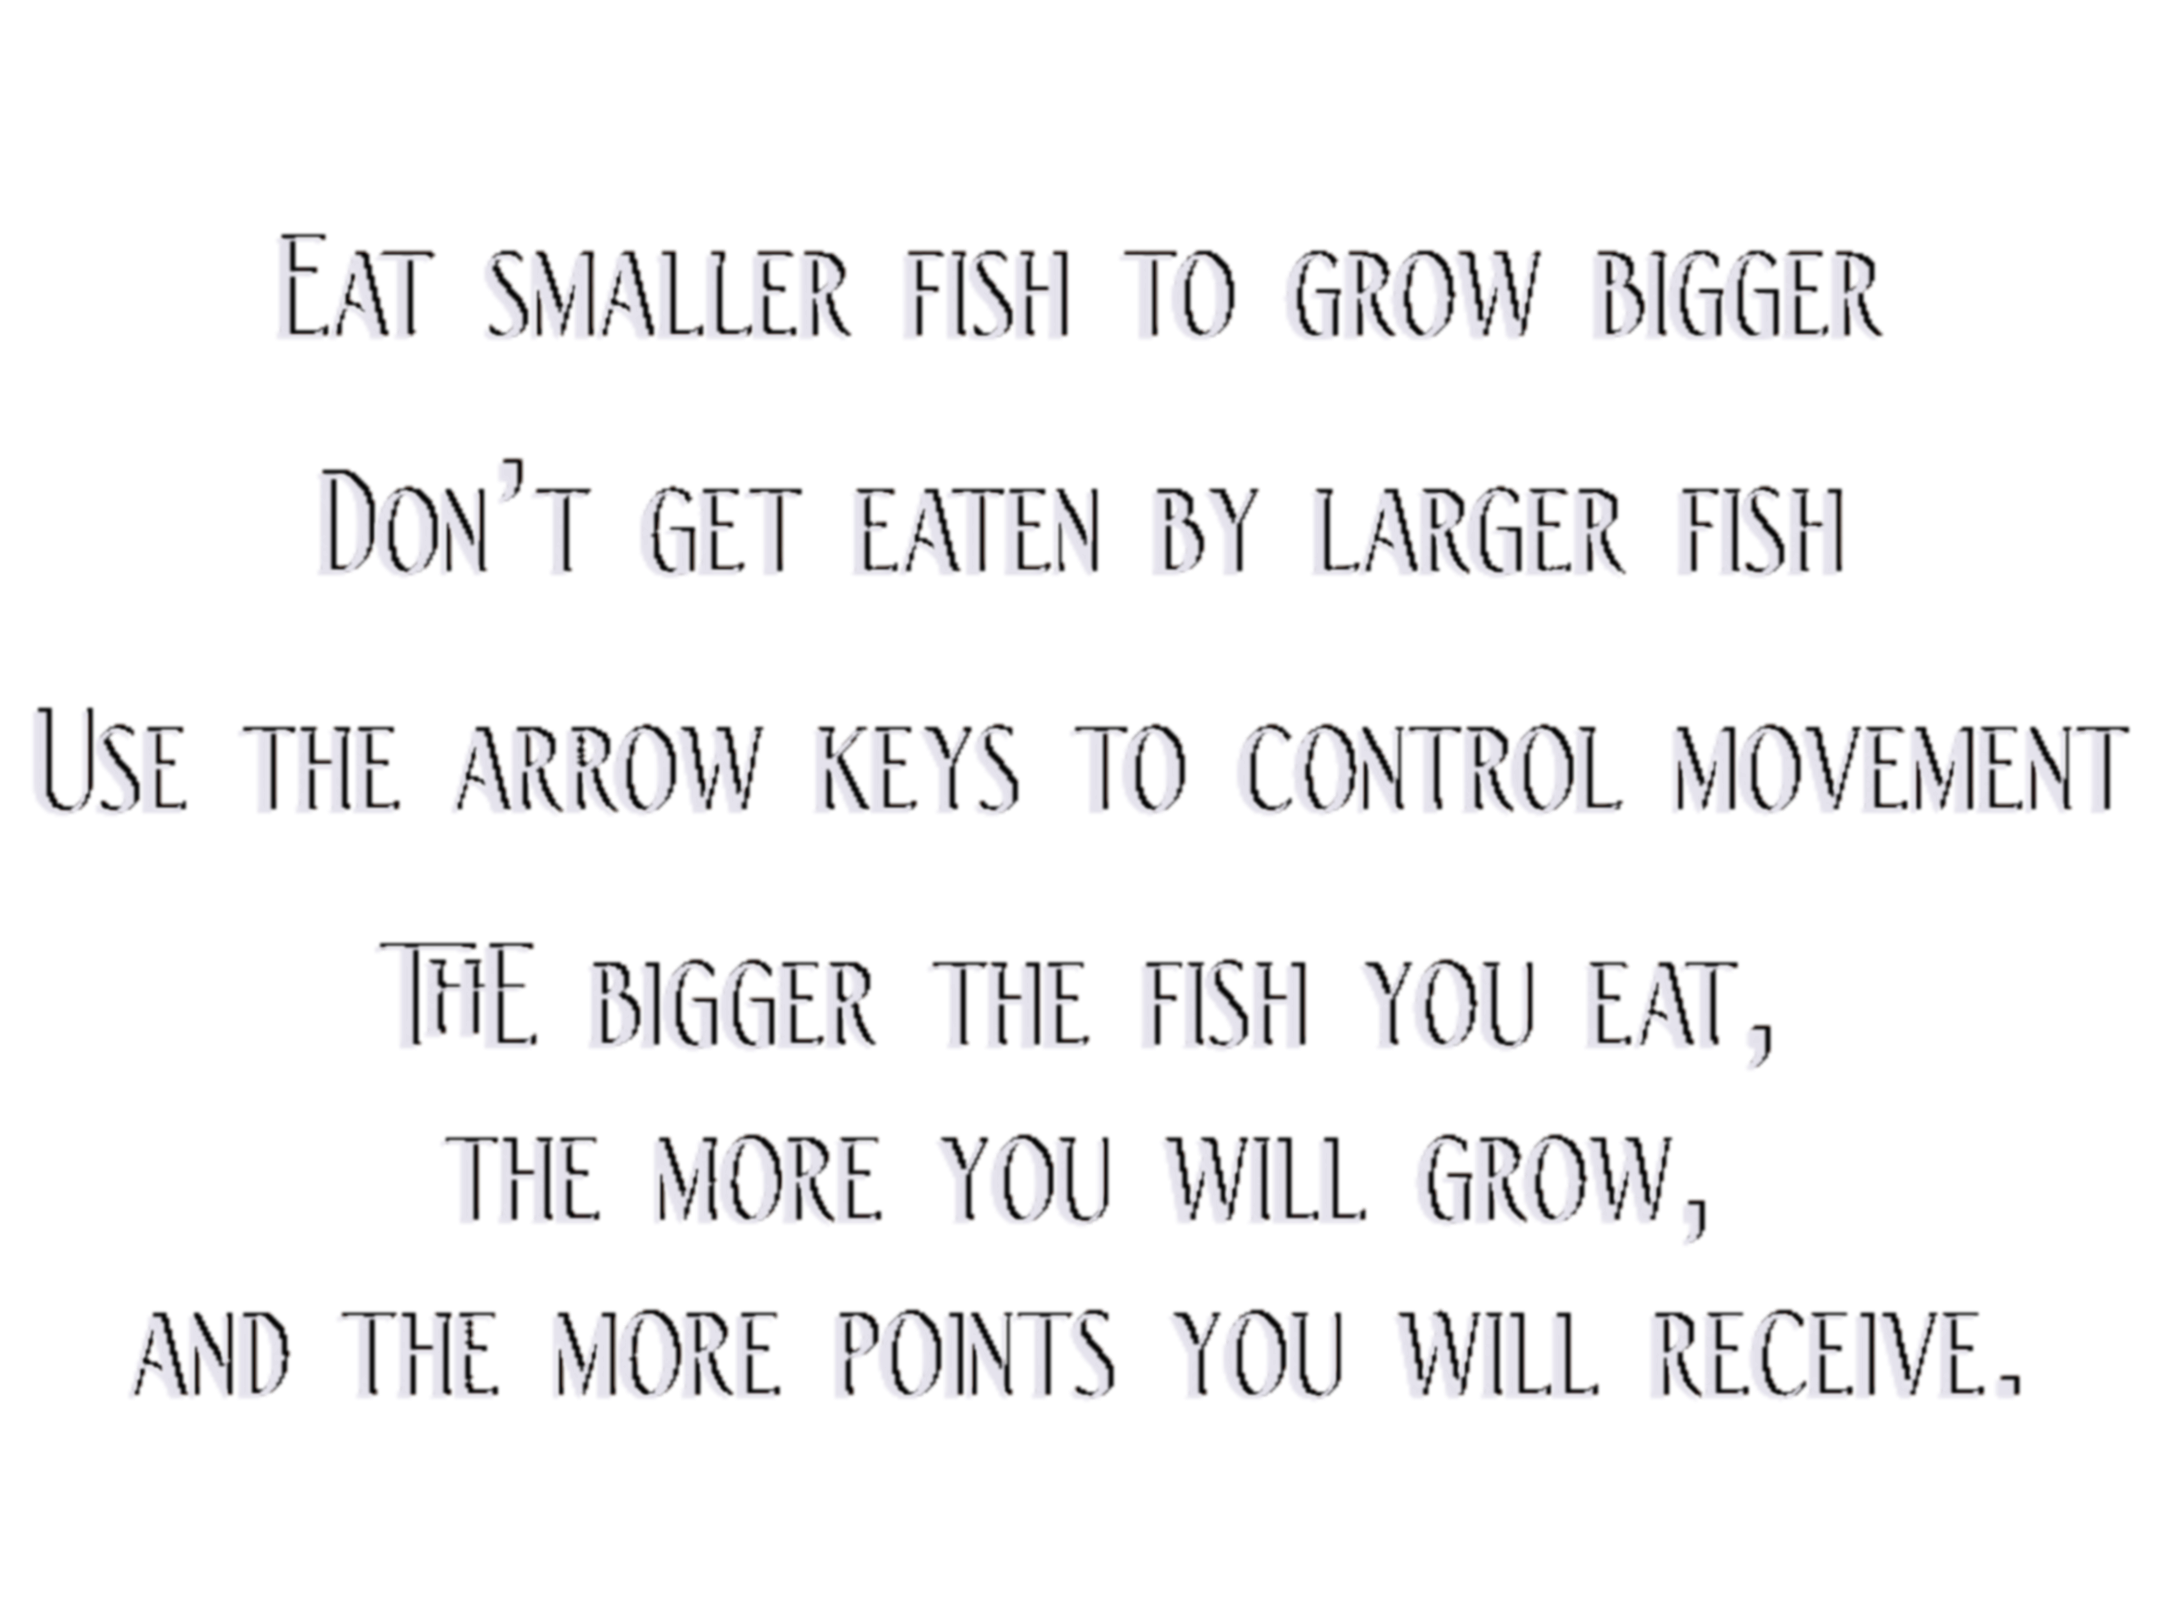 Eat smaller fish to grow bigger
Don't get eaten by larger fish
Use the arrow keys to control movement
The bigger the fish you eat,
the more you will grow,
and the more points you will receive.